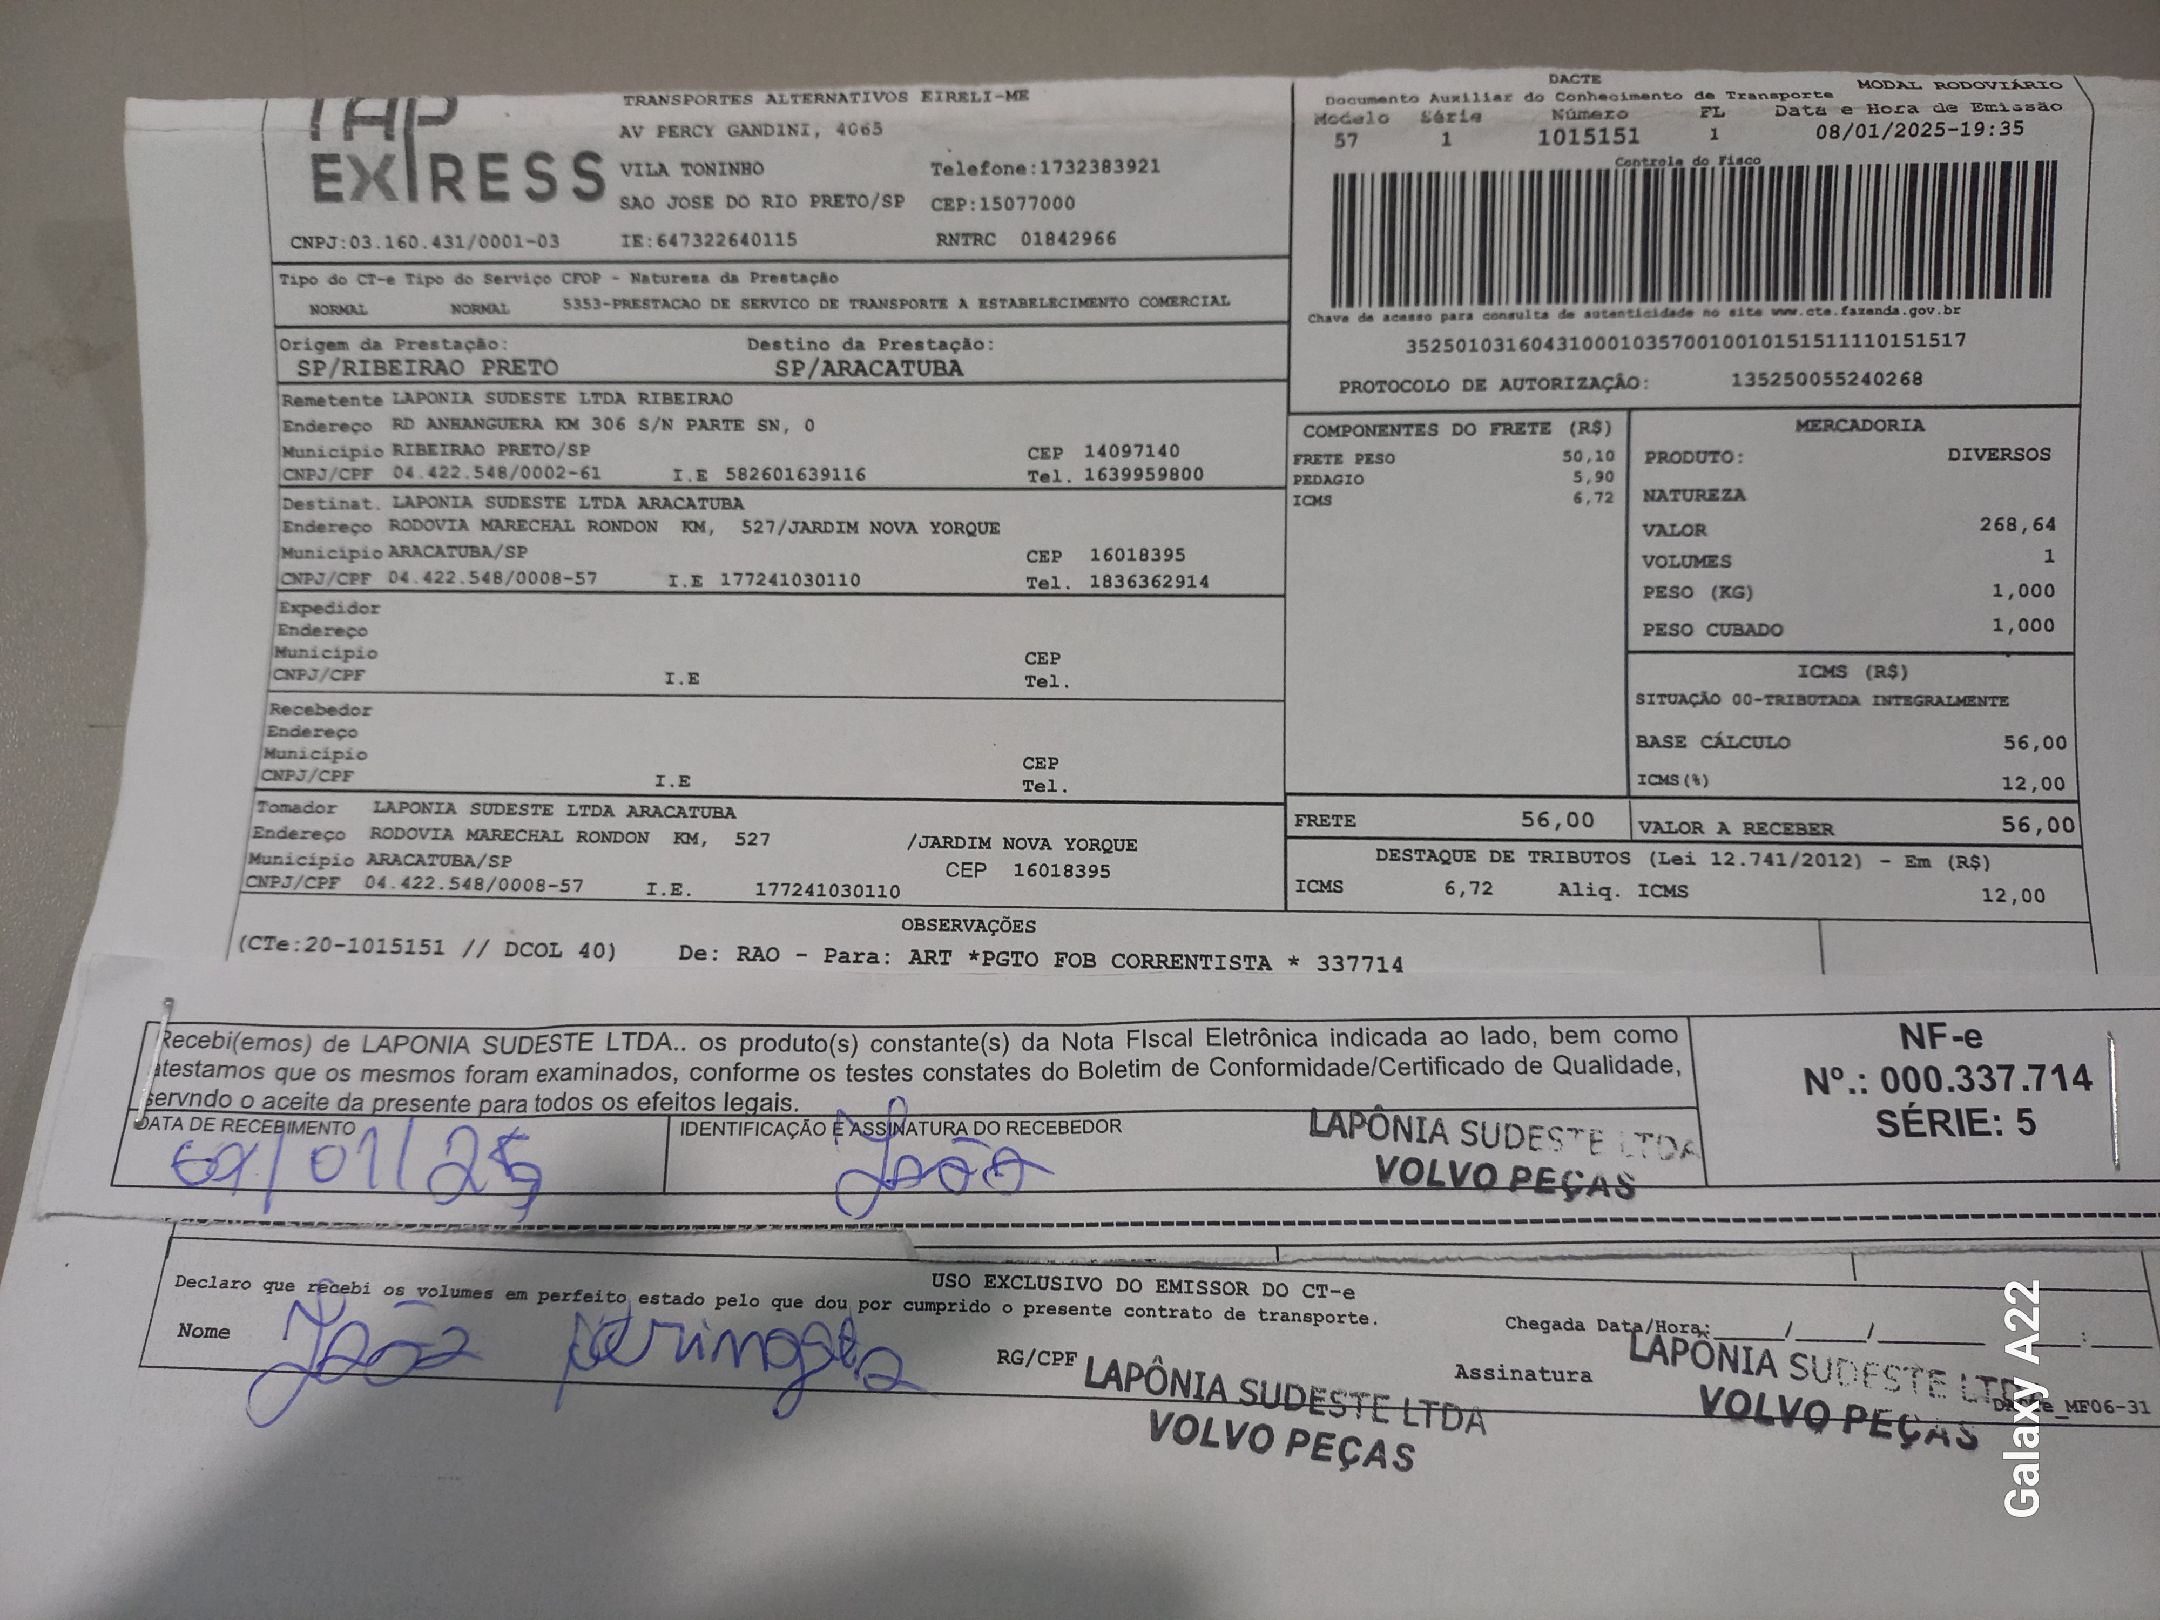 TAP
EXPRESS
TRANSPORTES ALTERNATIVOS EIRELI-ME
AV PERCY GANDINI, 4065
VILA TONINHO Telefone:1732383921
SAO JOSE DO RIO PRETO/SP CEP:15077000
CNPJ:03.160.431/0001-03 IE:647322640115 RNTRC 01842966
DACTE MODAL RODOVIÁRIO
Documento Auxiliar do Conhecimento de Transporte
Modelo Série Número FL Data e Hora de Emissão
57 1 1015151 1 08/01/2025-19:35
Controle do Fisco
Chave de acesso para consulta de autenticidade no site www.cte.fazenda.gov.br
35250103160431000103570010010151511110151517
PROTOCOLO DE AUTORIZAÇÃO: 135250055240268
Tipo do CT-e Tipo do Serviço CFOP - Natureza da Prestação
NORMAL NORMAL 5353-PRESTACAO DE SERVICO DE TRANSPORTE A ESTABELECIMENTO COMERCIAL
Origem da Prestação: Destino da Prestação:
SP/RIBEIRAO PRETO SP/ARACATUBA
Remetente LAPONIA SUDESTE LTDA RIBEIRAO
Endereço RD ANHANGUERA KM 306 S/N PARTE SN, 0
Município RIBEIRAO PRETO/SP CEP 14097140
CNPJ/CPF 04.422.548/0002-61 I.E 582601639116 Tel. 1639959800
Destinat. LAPONIA SUDESTE LTDA ARACATUBA
Endereço RODOVIA MARECHAL RONDON KM, 527/JARDIM NOVA YORQUE
Município ARACATUBA/SP CEP 16018395
CNPJ/CPF 04.422.548/0008-57 I.E 177241030110 Tel. 1836362914
Expedidor
Endereço
Município CEP
CNPJ/CPF I.E Tel.
Recebedor
Endereço
Município CEP
CNPJ/CPF I.E Tel.
Tomador LAPONIA SUDESTE LTDA ARACATUBA
Endereço RODOVIA MARECHAL RONDON KM, 527 /JARDIM NOVA YORQUE
Município ARACATUBA/SP CEP 16018395
CNPJ/CPF 04.422.548/0008-57 I.E. 177241030110
COMPONENTES DO FRETE (R$)
FRETE PESO 50,10
PEDAGIO 5,90
ICMS 6,72
MERCADORIA
PRODUTO: DIVERSOS
NATUREZA
VALOR 268,64
VOLUMES 1
PESO (KG) 1,000
PESO CUBADO 1,000
ICMS (R$)
SITUAÇÃO 00-TRIBUTADA INTEGRALMENTE
BASE CÁLCULO 56,00
ICMS(%) 12,00
FRETE 56,00 VALOR A RECEBER 56,00
DESTAQUE DE TRIBUTOS (Lei 12.741/2012) - Em (R$)
ICMS 6,72 Aliq. ICMS 12,00
OBSERVAÇÕES
(CTe:20-1015151 // DCOL 40) De: RAO - Para: ART *PGTO FOB CORRENTISTA * 337714
Recebi(emos) de LAPONIA SUDESTE LTDA.. os produto(s) constante(s) da Nota FIscal Eletrônica indicada ao lado, bem como
atestamos que os mesmos foram examinados, conforme os testes constates do Boletim de Conformidade/Certificado de Qualidade,
servndo o aceite da presente para todos os efeitos legais.
NF-e
Nº.: 000.337.714
SÉRIE: 5
DATA DE RECEBIMENTO IDENTIFICAÇÃO E ASSINATURA DO RECEBEDOR
/01/25 João
LAPÔNIA SUDESTE LTDA
VOLVO PEÇAS
USO EXCLUSIVO DO EMISSOR DO CT-e
Declaro que recebi os volumes em perfeito estado pelo que dou por cumprido o presente contrato de transporte.
Nome João RG/CPF Assinatura Chegada Data/Hora:____/____/______ __:__
LAPÔNIA SUDESTE LTDA
VOLVO PEÇAS
LAPÔNIA SUDESTE LTDA
VOLVO PEÇAS
Galaxy A22